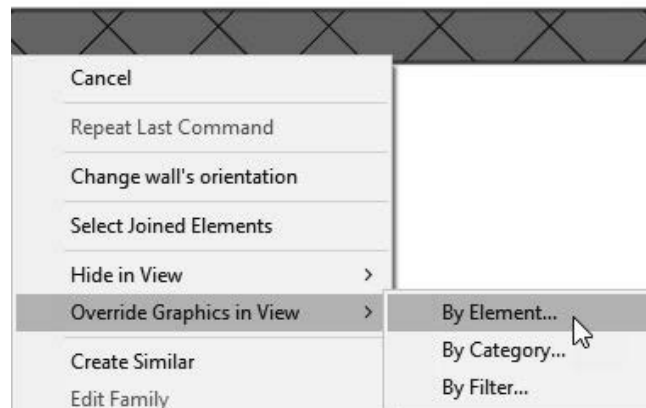 Cancel
Repeat Last Command
Change wall's orientation
Select Joined Elements
Hide in View >
Override Graphics in View >
By Element...
By Category...
By Filter...
Create Similar
Edit Family